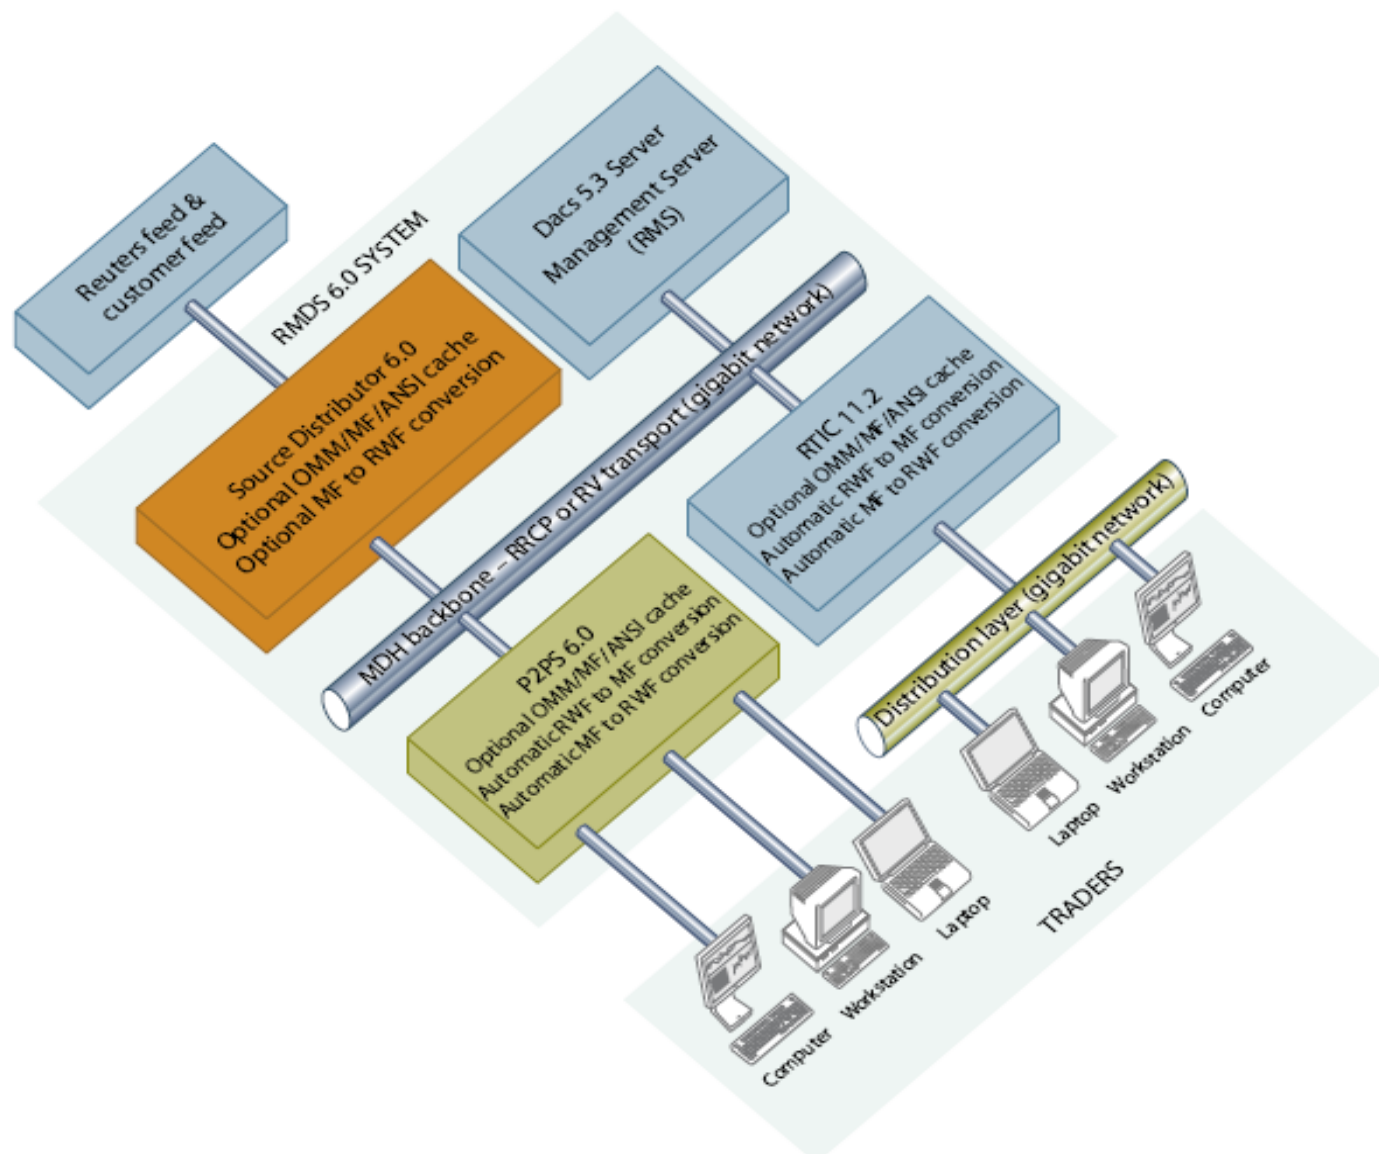 Reuters feed &
customer feed
RMDS 6.0 SYSTEM
Dacs 5.3 Server
Management Server
(RMS)
Source Distributor 6.0
Optional OMM/MF/ANSI cache
Optional MF to RWF conversion
MDH backbone – RRCP or RV transport (gigabit network)
RTIC 11.2
Optional OMM/MF/ANSI cache
Automatic RWF to MF conversion
Automatic MF to RWF conversion
P2PS 6.0
Optional OMM/MF/ANSI cache
Automatic RWF to MF conversion
Automatic MF to RWF conversion
Distribution layer (gigabit network)
Computer
Workstation
Laptop
Laptop
Workstation
Computer
TRADERS